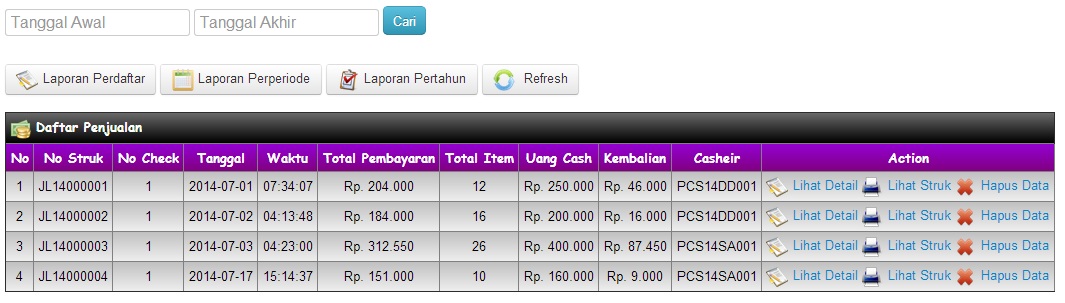 Tanggal Awal Tanggal Akhir Cari
Laporan Perdaftar Laporan Perperiode Laporan Pertahun Refresh
Daftar Penjualan
No No Struk No Check Tanggal Waktu Total Pembayaran Total Item Uang Cash Kembalian Casheir Action
1 JL14000001 1 2014-07-01 07:34:07 Rp. 204.000 12 Rp. 250.000 Rp. 46.000 PCS14DD001 Lihat Detail Lihat Struk Hapus Data
2 JL14000002 1 2014-07-02 04:13:48 Rp. 184.000 16 Rp. 200.000 Rp. 16.000 PCS14DD001 Lihat Detail Lihat Struk Hapus Data
3 JL14000003 1 2014-07-03 04:23:00 Rp. 312.550 26 Rp. 400.000 Rp. 87.450 PCS14SA001 Lihat Detail Lihat Struk Hapus Data
4 JL14000004 1 2014-07-17 15:14:37 Rp. 151.000 10 Rp. 160.000 Rp. 9.000 PCS14SA001 Lihat Detail Lihat Struk Hapus Data